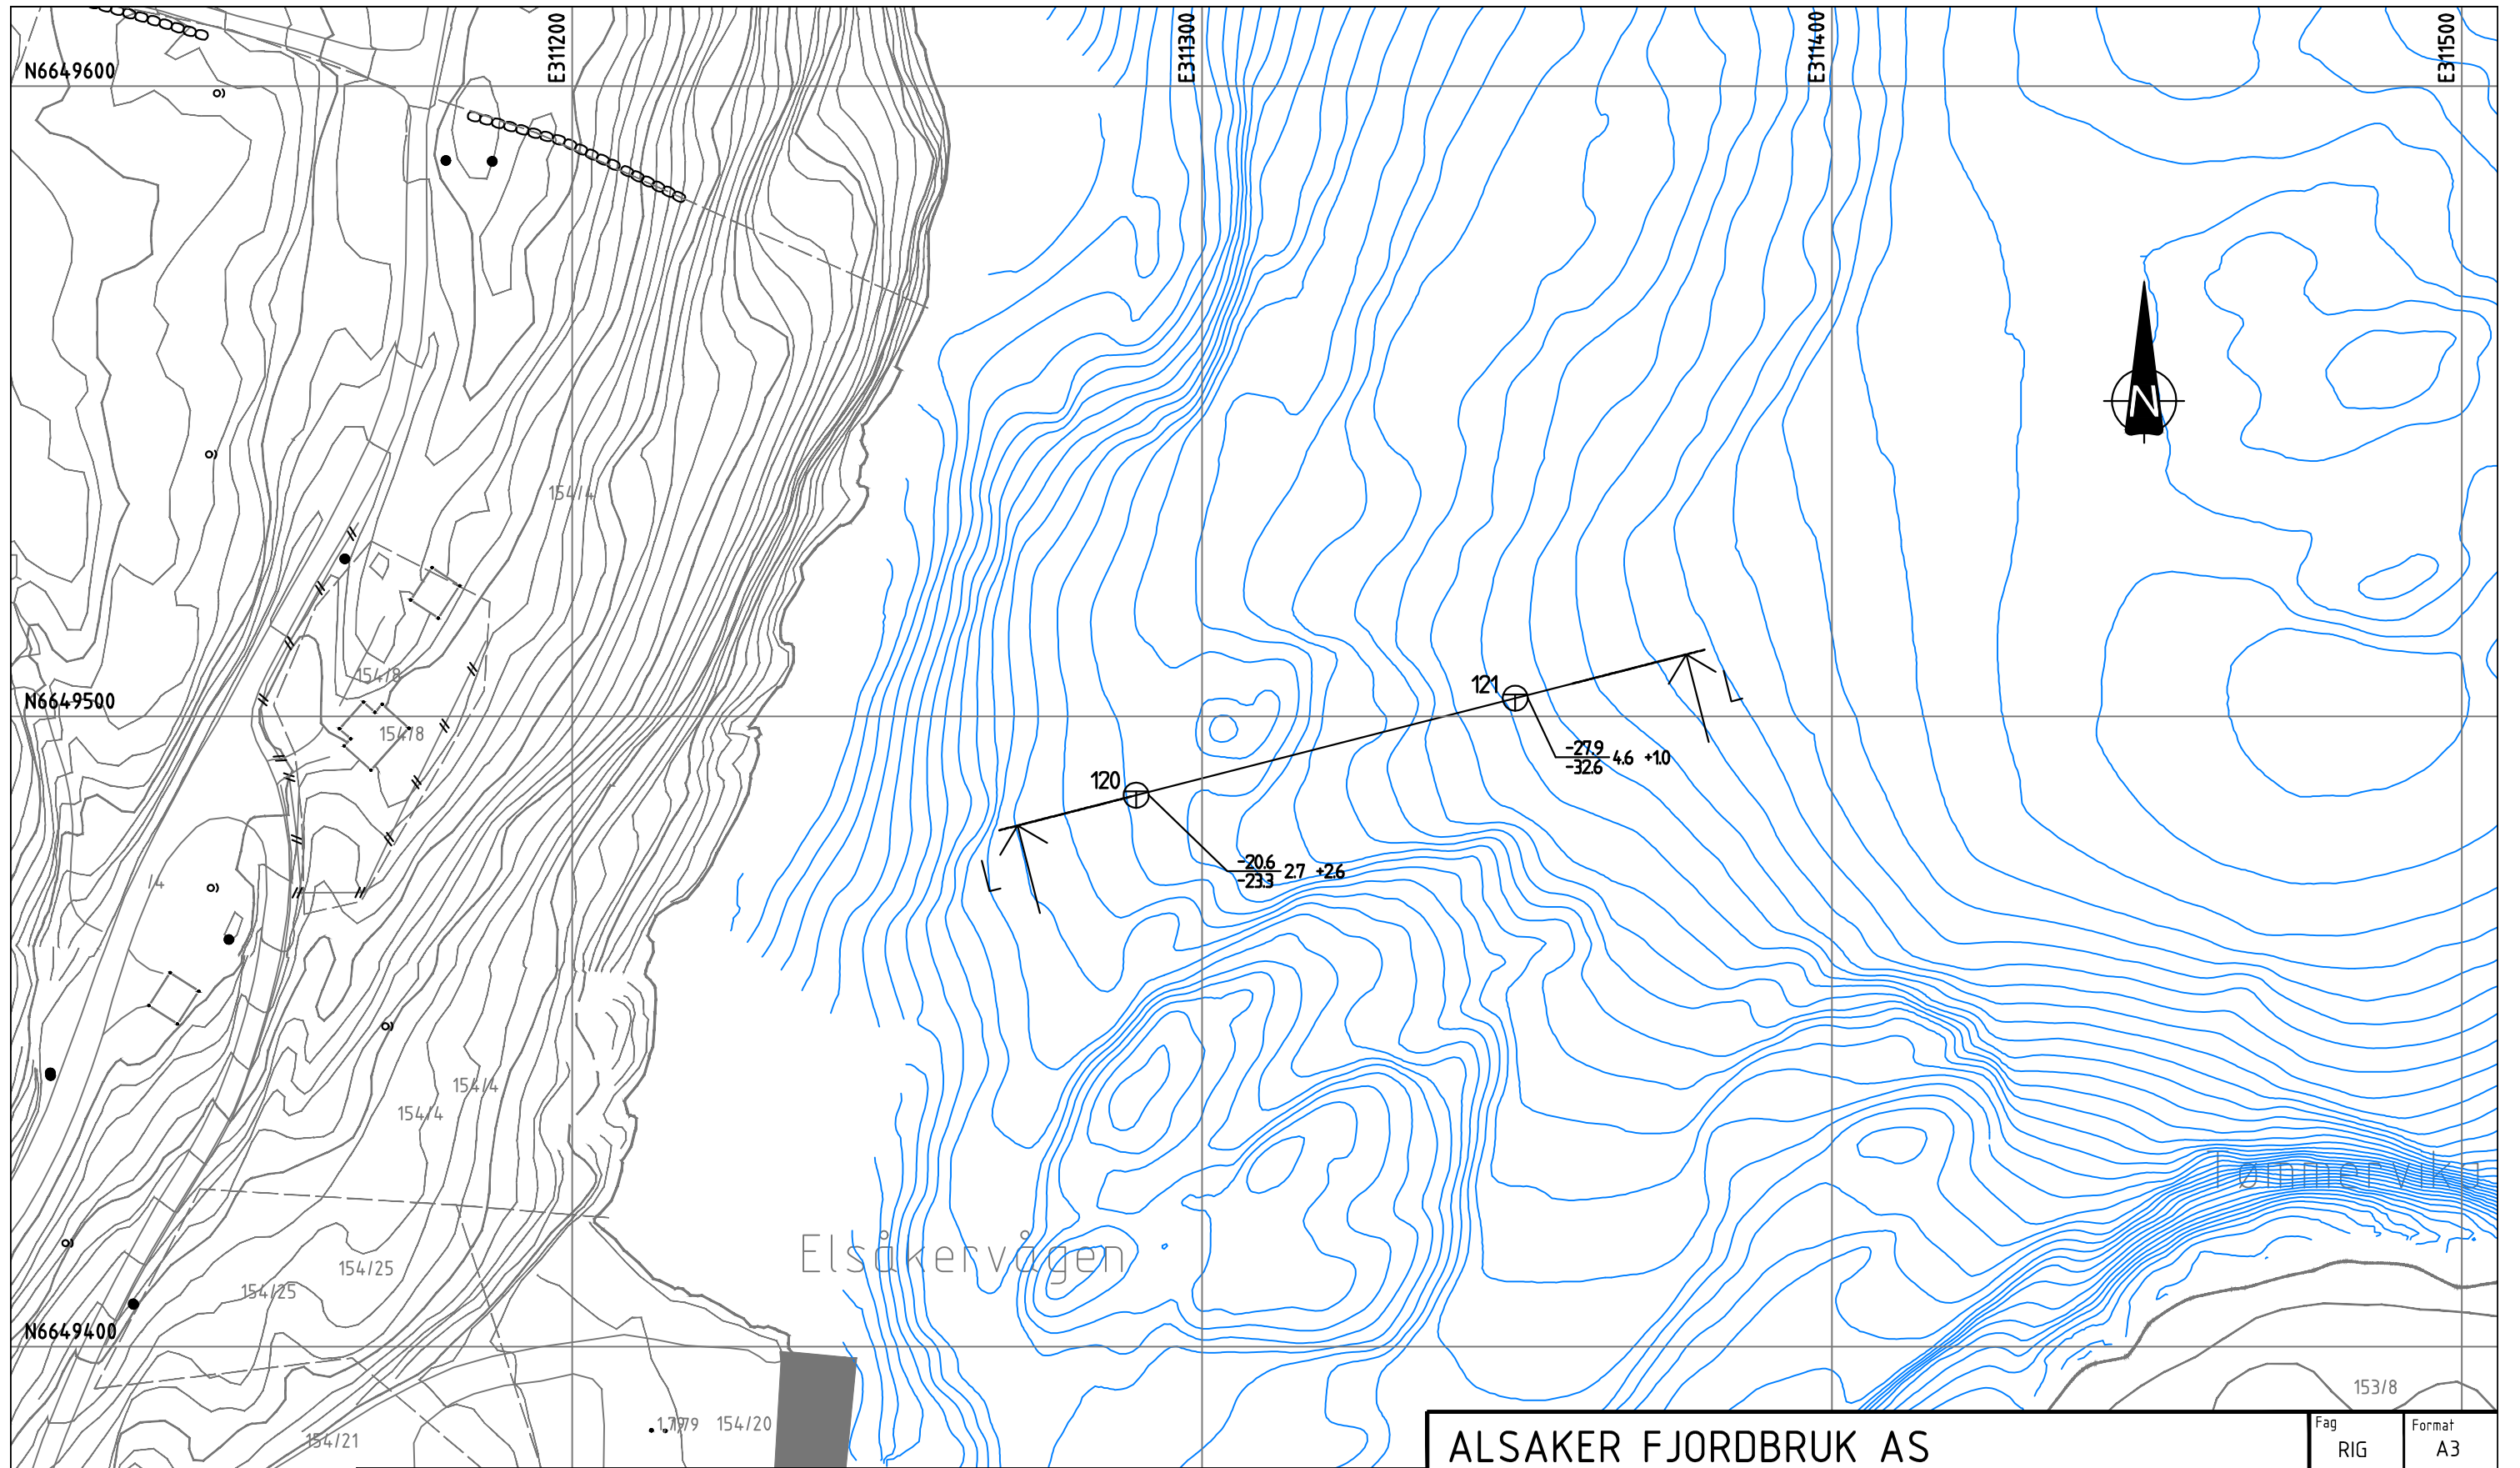 E311200
E311300
E311400
E311500
N6649600
154/4
154/8
N6649500
154/8
121
-27.9
-32.6 4.6 +1.0
120
-20.6
-23.3 2.7 +2.6
L
L
/4
N
154/4
154/4
Tømmervika
Elsåkervågen
154/25
154/25
N6649400
153/8
154/20
154/21
ALSAKER FJORDBRUK AS
Fag
RIG
Format
A3